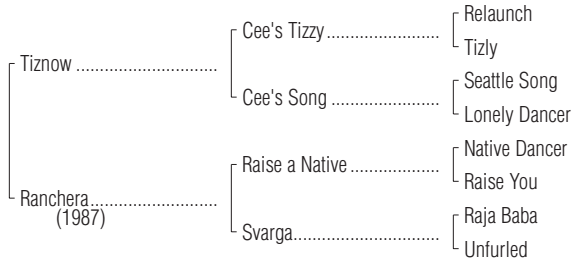 Relaunch
Cee's Tizzy
Tizly
Tiznow
Seattle Song
Cee's Song
Lonely Dancer
Native Dancer
Raise a Native
Raise You
Ranchera
(1987)
Raja Baba
Svarga
Unfurled